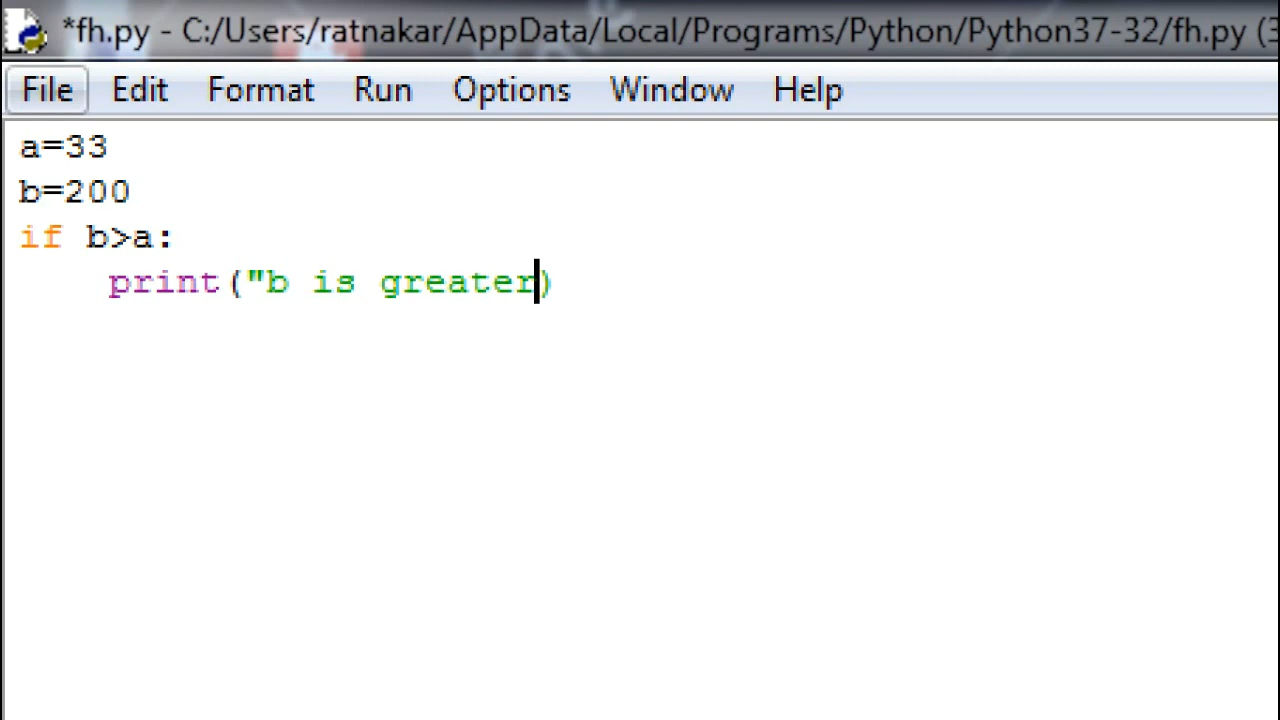 *fh.py - C:/Users/ratnakar/AppData/Local/Programs/Python/Python37-32/fh.py (3
File Edit Format Run Options Window Help
a=33
b=200
if b>a:
    print("b is greater)